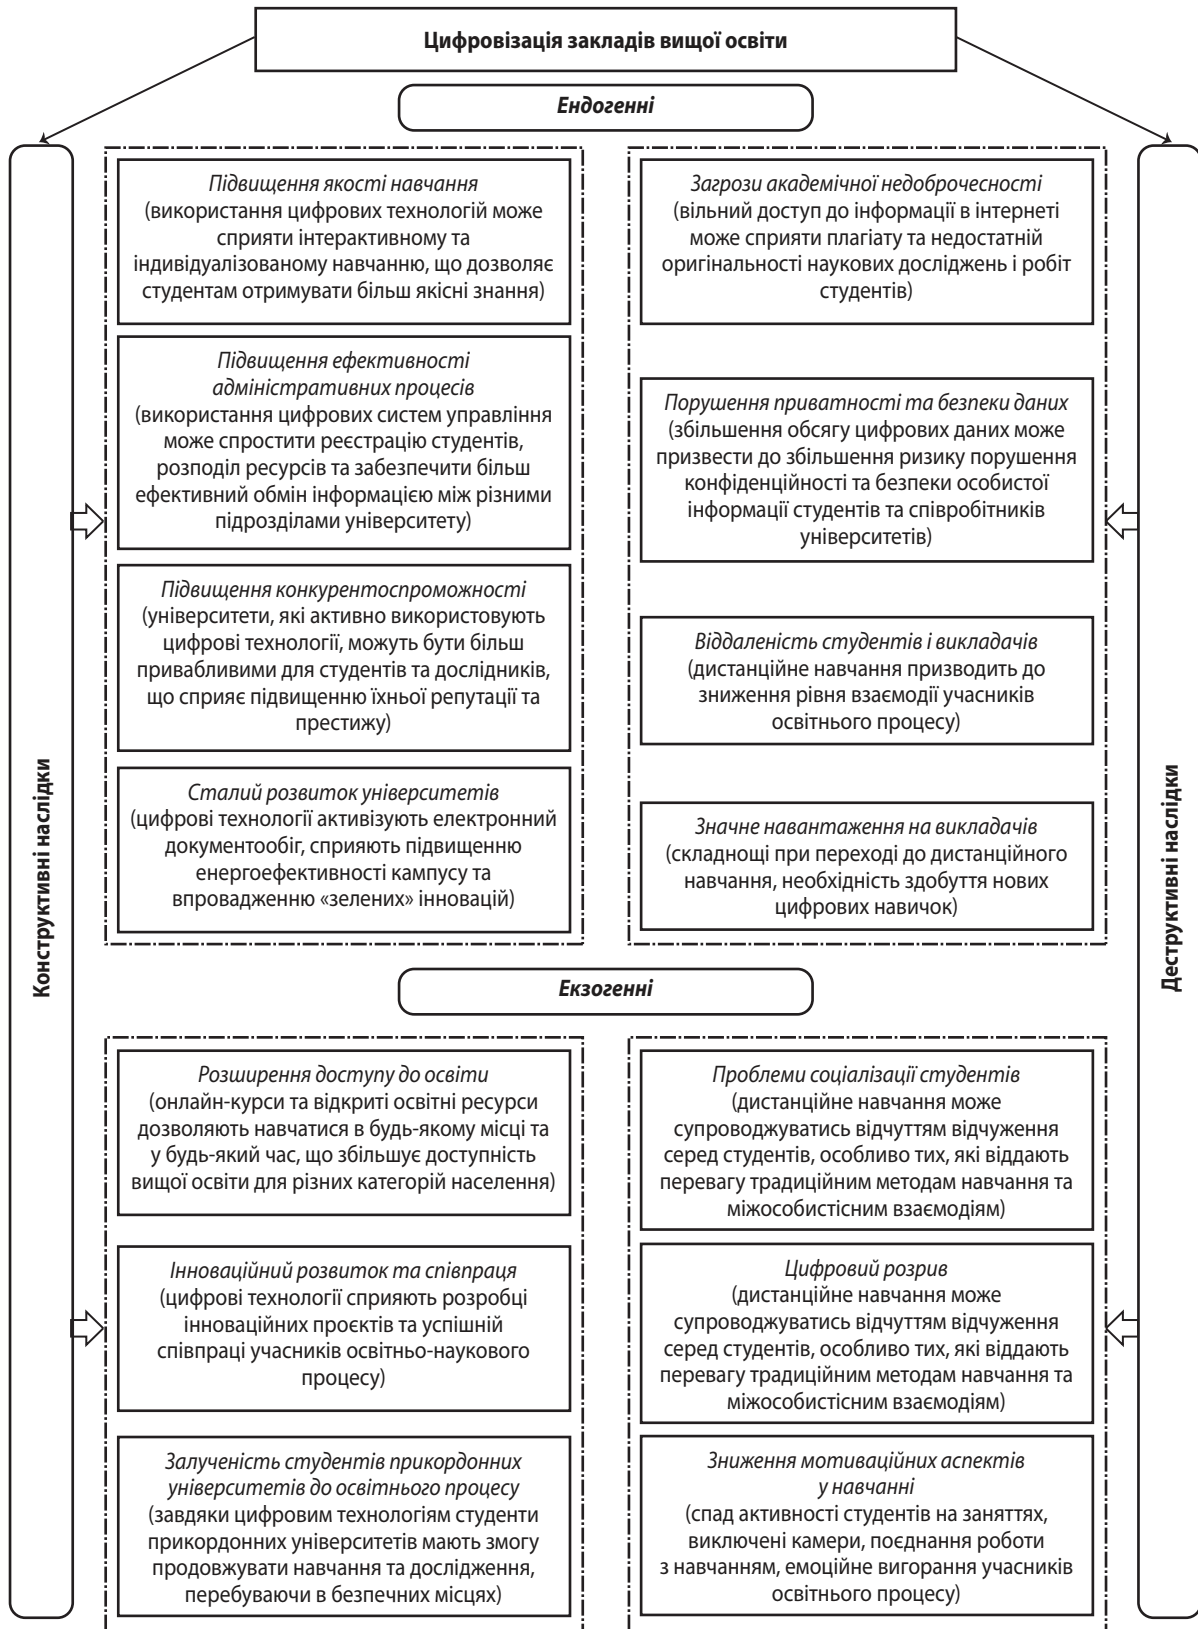 Цифровізація закладів вищої освіти
Ендогенні
Конструктивні наслідки
Підвищення якості навчання
(використання цифрових технологій може
сприяти інтерактивному та
індивідуалізованому навчанню, що дозволяє
студентам отримувати більш якісні знання)
Підвищення ефективності
адміністративних процесів
(використання цифрових систем управління
може спростити реєстрацію студентів,
розподіл ресурсів та забезпечити більш
ефективний обмін інформацією між різними
підрозділами університету)
Підвищення конкурентоспроможності
(університети, які активно використовують
цифрові технології, можуть бути більш
привабливими для студентів та дослідників,
що сприяє підвищенню їхньої репутації та
престижу)
Сталий розвиток університетів
(цифрові технології активізують електронний
документообіг, сприяють підвищенню
енергоефективності кампусу та
впровадженню «зелених» інновацій)
Загрози академічної недоброчесності
(вільний доступ до інформації в інтернеті
може сприяти плагіату та недостатній
оригінальності наукових досліджень і робіт
студентів)
Порушення приватності та безпеки даних
(збільшення обсягу цифрових даних може
призвести до збільшення ризику порушення
конфіденційності та безпеки особистої
інформації студентів та співробітників
університетів)
Віддаленість студентів і викладачів
(дистанційне навчання призводить до
зниження рівня взаємодії учасників
освітнього процесу)
Значне навантаження на викладачів
(складнощі при переході до дистанційного
навчання, необхідність здобуття нових
цифрових навичок)
Деструктивні наслідки
Екзогенні
Розширення доступу до освіти
(онлайн-курси та відкриті освітні ресурси
дозволяють навчатися в будь-якому місці та
у будь-який час, що збільшує доступність
вищої освіти для різних категорій населення)
Інноваційний розвиток та співпраця
(цифрові технології сприяють розробці
інноваційних проєктів та успішній
співпраці учасників освітньо-наукового
процесу)
Залученість студентів прикордонних
університетів до освітнього процесу
(завдяки цифровим технологіям студенти
прикордонних університетів мають змогу
продовжувати навчання та дослідження,
перебуваючи в безпечних місцях)
Проблеми соціалізації студентів
(дистанційне навчання може
супроводжуватись відчуттям відчуження
серед студентів, особливо тих, які віддають
перевагу традиційним методам навчання та
міжособистісним взаємодіям)
Цифровий розрив
(дистанційне навчання може
супроводжуватись відчуттям відчуження
серед студентів, особливо тих, які віддають
перевагу традиційним методам навчання та
міжособистісним взаємодіям)
Зниження мотиваційних аспектів
у навчанні
(спад активності студентів на заняттях,
виключені камери, поєднання роботи
з навчанням, емоційне вигорання учасників
освітнього процесу)